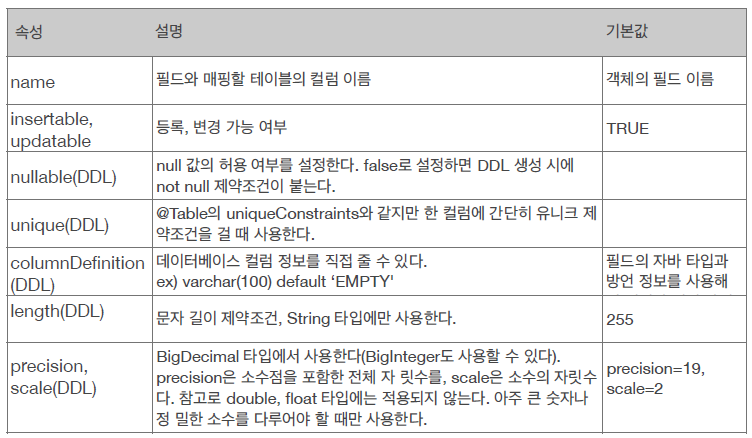 속성 설명 기본값
name 필드와 매핑할 테이블의 컬럼 이름 객체의 필드 이름
insertable,
updatable 등록, 변경 가능 여부 TRUE
nullable(DDL) null 값의 허용 여부를 설정한다. false로 설정하면 DDL 생성 시에
not null 제약조건이 붙는다.
unique(DDL) @Table의 uniqueConstraints와 같지만 한 컬럼에 간단히 유니크 제
약조건을 걸 때 사용한다.
columnDefinition
(DDL) 데이터베이스 컬럼 정보를 직접 줄 수 있다.
ex) varchar(100) default ‘EMPTY' 필드의 자바 타입과
방언 정보를 사용해
length(DDL) 문자 길이 제약조건, String 타입에만 사용한다. 255
precision,
scale(DDL) BigDecimal 타입에서 사용한다(BigInteger도 사용할 수 있다).
precision은 소수점을 포함한 전체 자 릿수를, scale은 소수의 자릿수
다. 참고로 double, float 타입에는 적용되지 않는다. 아주 큰 숫자나
정 밀한 소수를 다루어야 할 때만 사용한다. precision=19,
scale=2